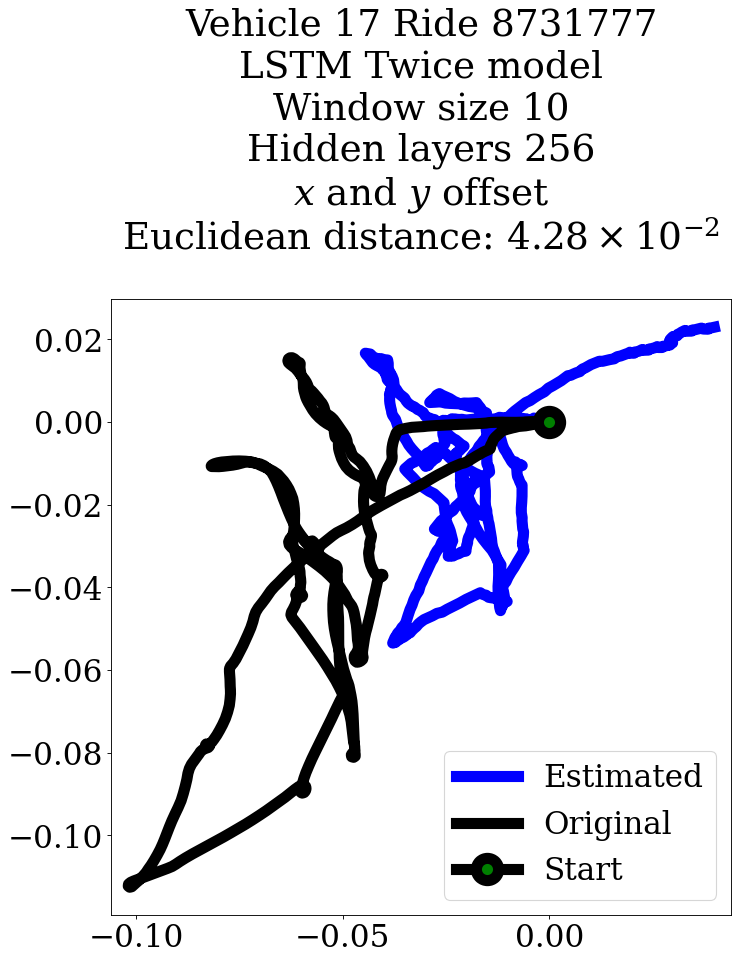 Vehicle 17 Ride 8731777
LSTM Twice model
Window size 10
Hidden layers 256
x and y offset
Euclidean distance: 4.28 × 10⁻²
0.02
0.00
−0.02
−0.04
−0.06
−0.08
−0.10
Estimated
Original
Start
−0.10 −0.05 0.00